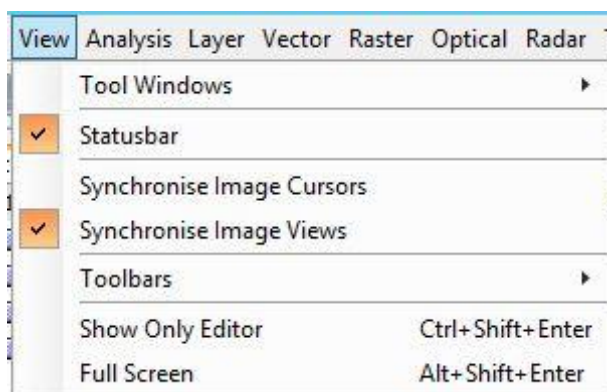 View Analysis Layer Vector Raster Optical Radar
Tool Windows
Statusbar
Synchronise Image Cursors
Synchronise Image Views
Toolbars
Show Only Editor Ctrl+Shift+Enter
Full Screen Alt+Shift+Enter